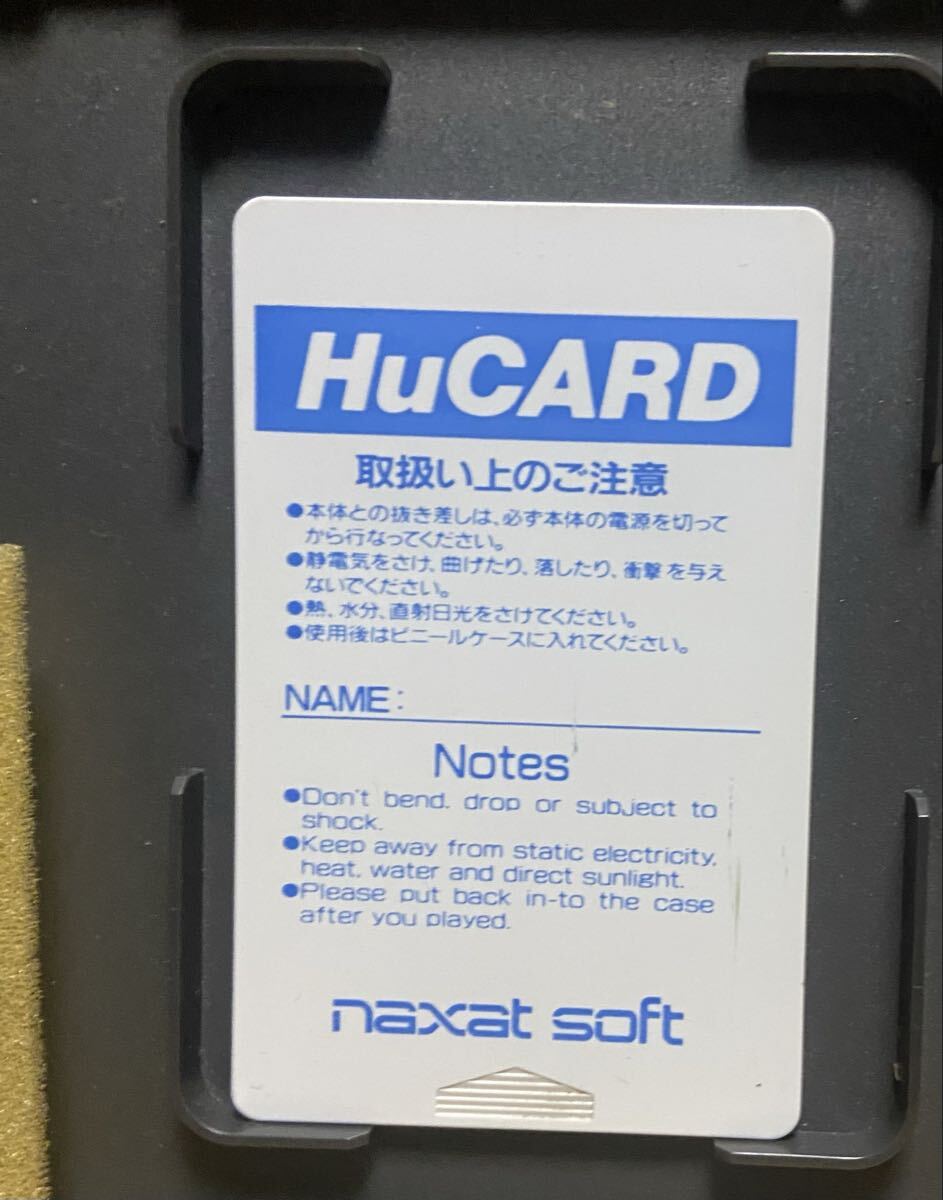 HuCARD
取扱い上のご注意
●本体との抜き差しは、必ず本体の電源を切って
から行なってください。
●静電気をさけ、曲げたり、落したり、衝撃を与え
ないでください。
●熱、水分、直射日光をさけてください。
●使用後はビニールケースに入れてください。
NAME:
Notes
●Don't bend, drop or subject to
shock.
●Keep away from static electricity,
heat, water and direct sunlight.
●Please put back in-to the case
after you played.
naxat soft